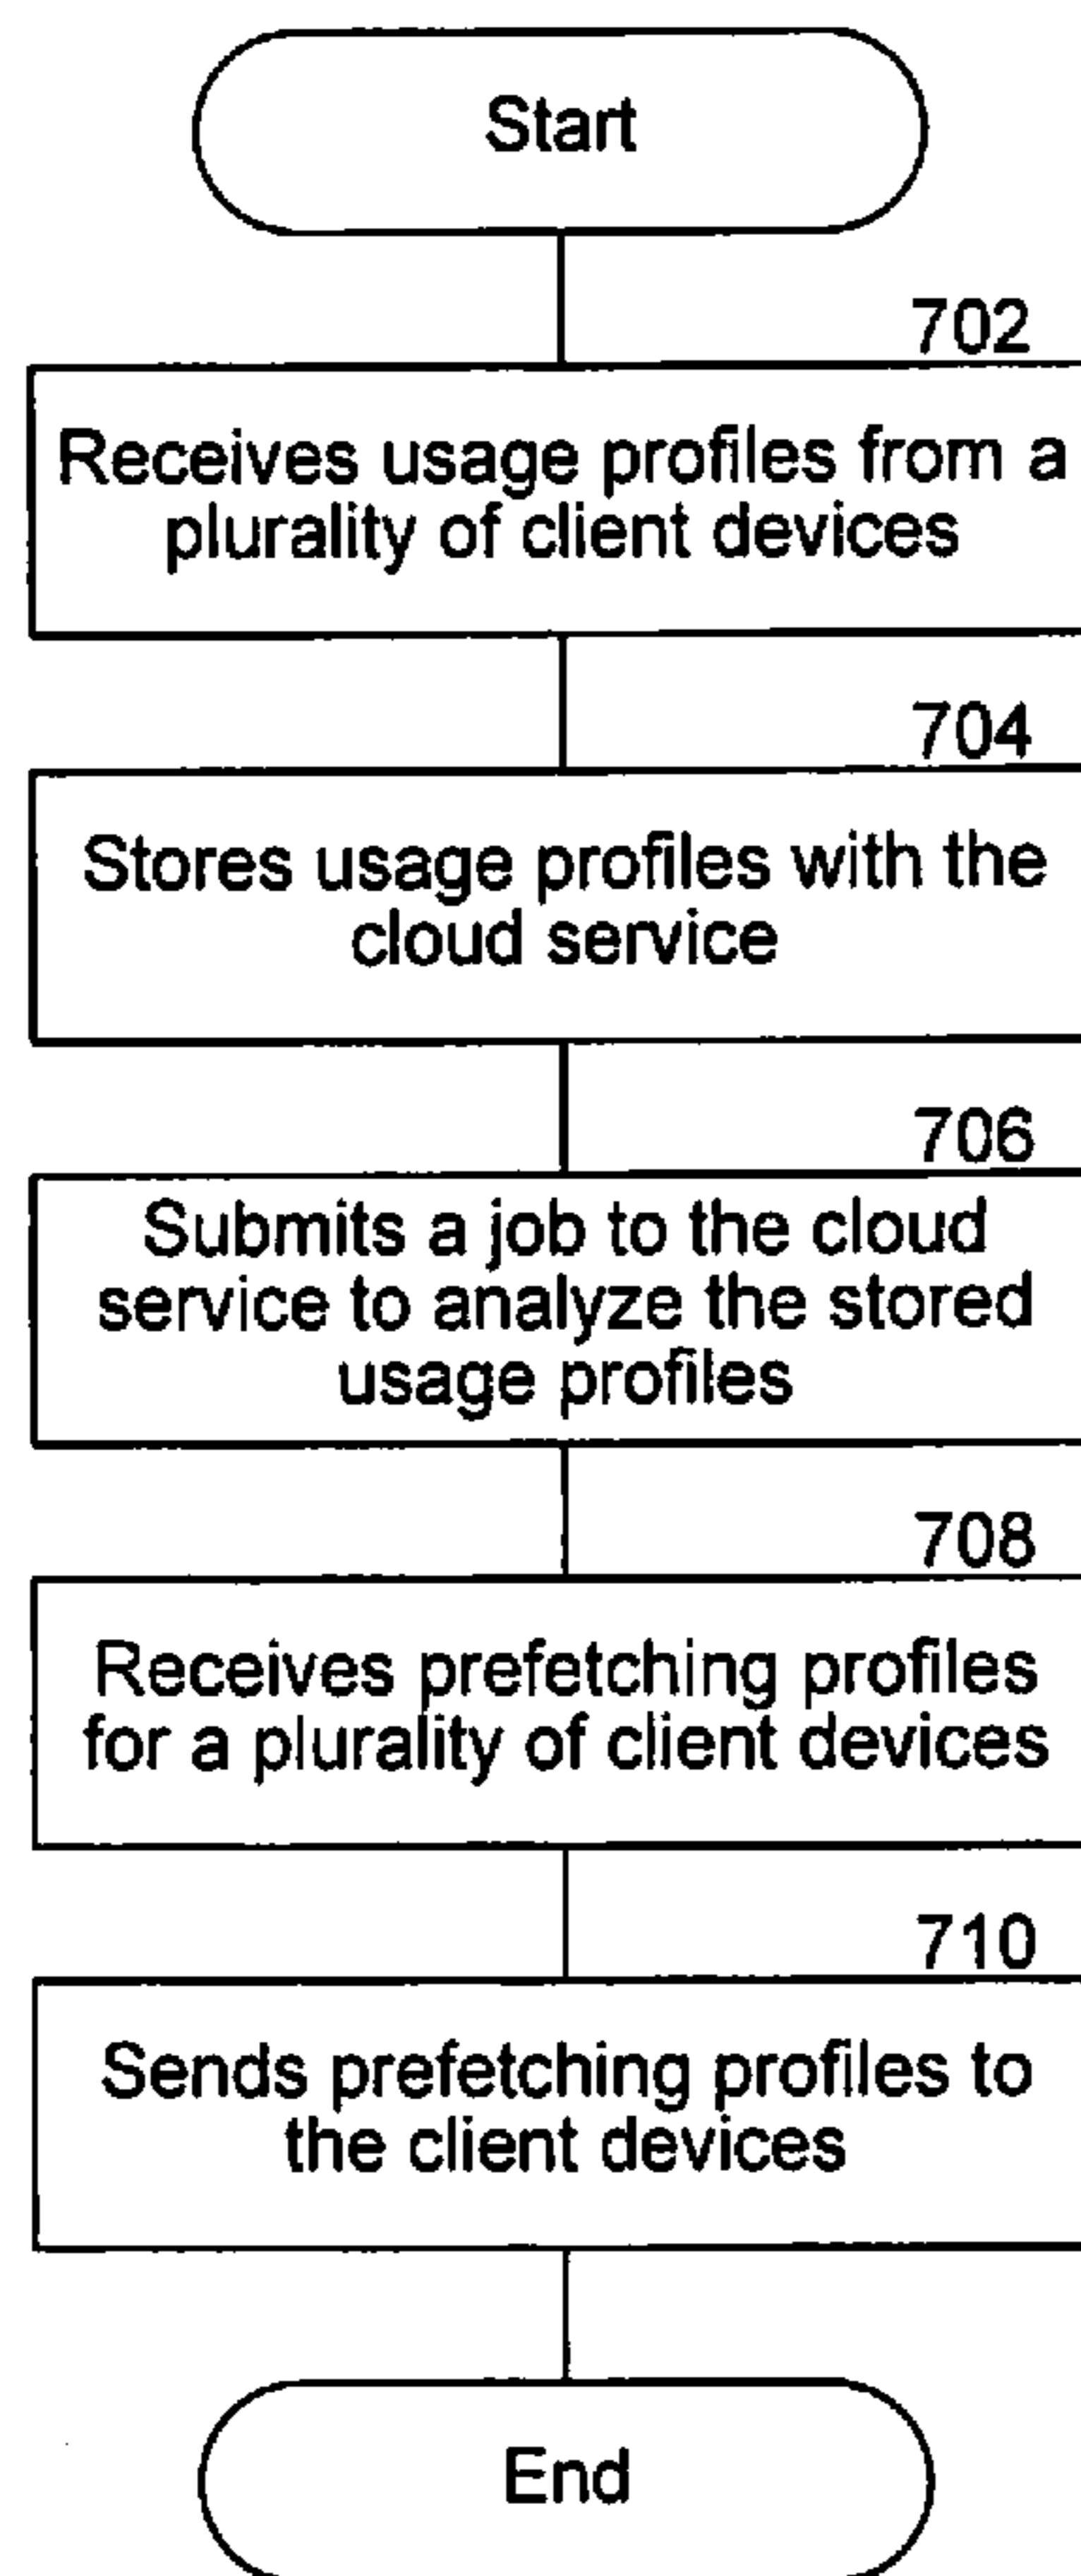 Start
702
Receives usage profiles from a
plurality of client devices
704
Stores usage profiles with the
cloud service
706
Submits a job to the cloud
service to analyze the stored
usage profiles
708
Receives prefetching profiles
for a plurality of client devices
710
Sends prefetching profiles to
the client devices
End